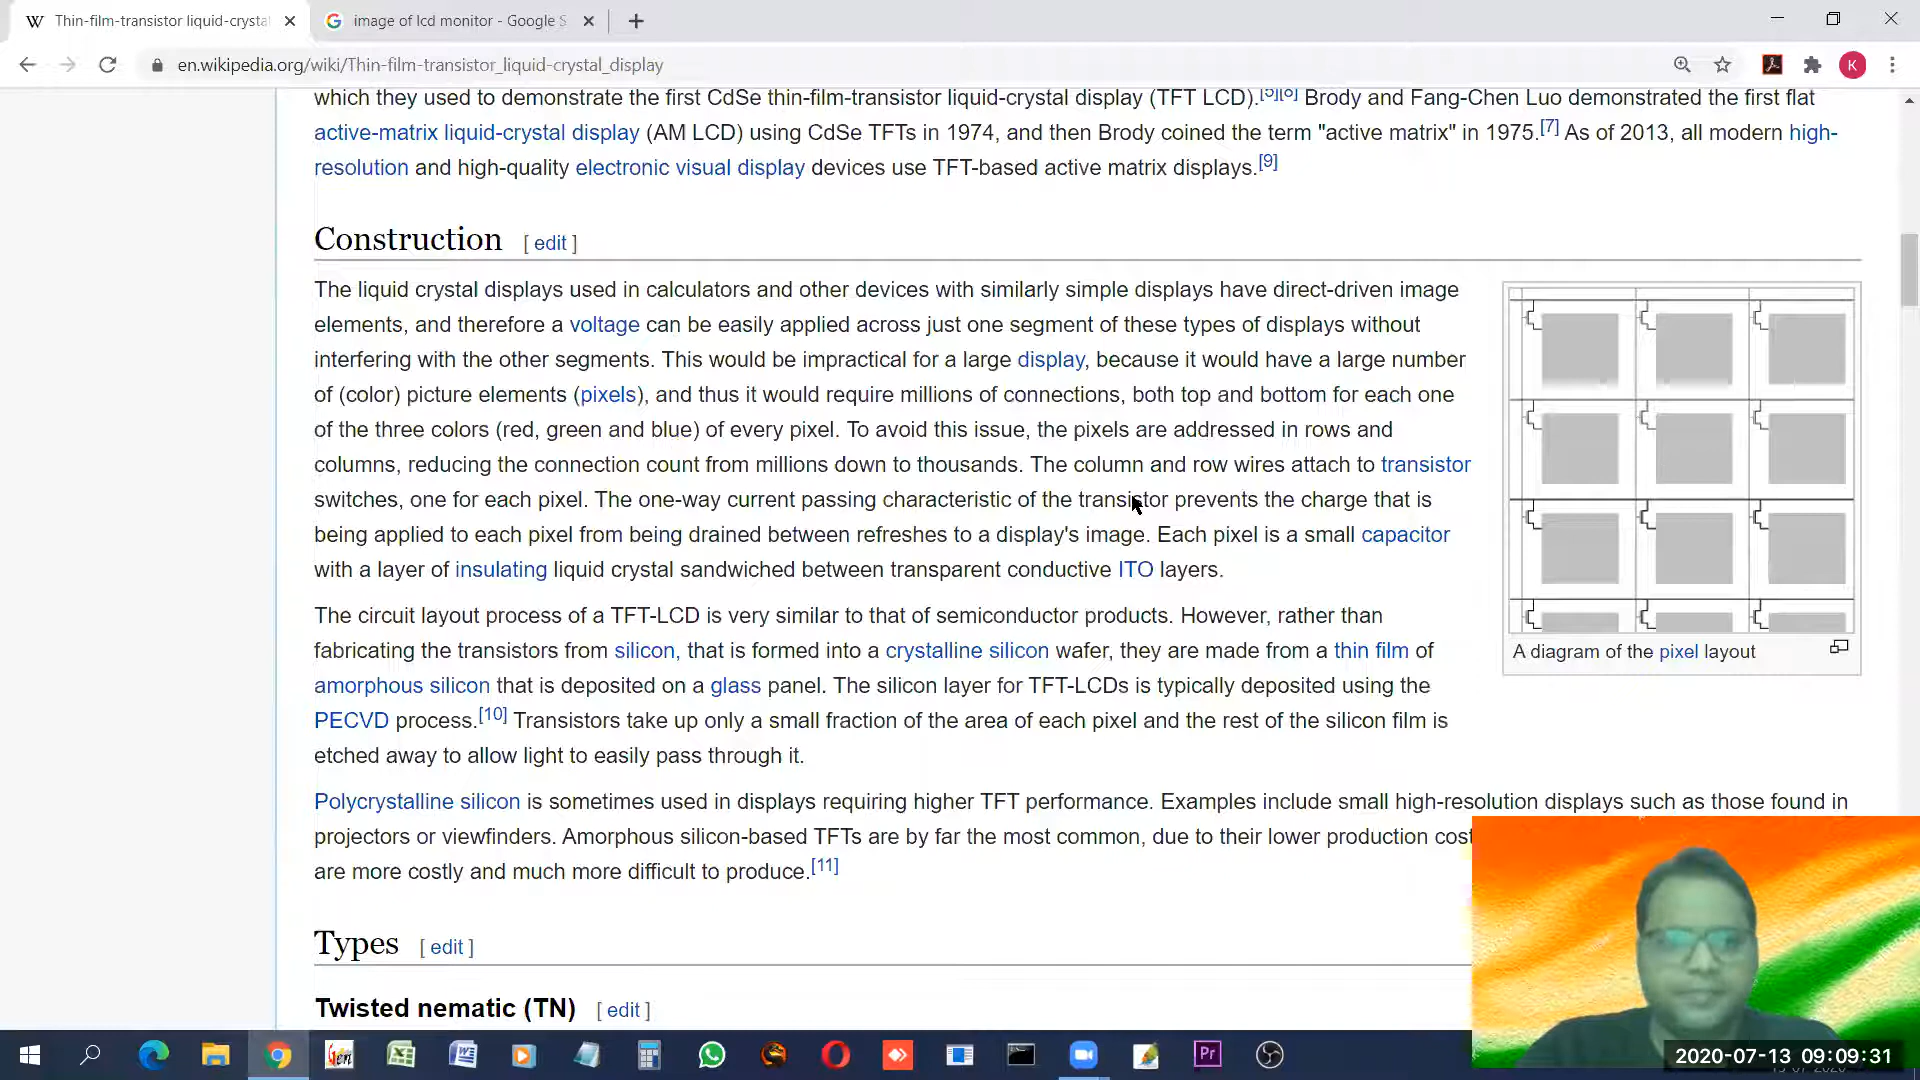 Thin-film-transistor liquid-crysta
image of lcd monitor - Google S
en.wikipedia.org/wiki/Thin-film-transistor_liquid-crystal_display
K
which they used to demonstrate the first CdSe thin-film-transistor liquid-crystal display (TFT LCD).[5][8] Brody and Fang-Chen Luo demonstrated the first flat
active-matrix liquid-crystal display (AM LCD) using CdSe TFTs in 1974, and then Brody coined the term "active matrix" in 1975.[7] As of 2013, all modern high-
resolution and high-quality electronic visual display devices use TFT-based active matrix displays.[9]
Construction [ edit ]
The liquid crystal displays used in calculators and other devices with similarly simple displays have direct-driven image
elements, and therefore a voltage can be easily applied across just one segment of these types of displays without
interfering with the other segments. This would be impractical for a large display, because it would have a large number
of (color) picture elements (pixels), and thus it would require millions of connections, both top and bottom for each one
of the three colors (red, green and blue) of every pixel. To avoid this issue, the pixels are addressed in rows and
columns, reducing the connection count from millions down to thousands. The column and row wires attach to transistor
switches, one for each pixel. The one-way current passing characteristic of the transistor prevents the charge that is
being applied to each pixel from being drained between refreshes to a display's image. Each pixel is a small capacitor
with a layer of insulating liquid crystal sandwiched between transparent conductive ITO layers.
A diagram of the pixel layout
The circuit layout process of a TFT-LCD is very similar to that of semiconductor products. However, rather than
fabricating the transistors from silicon, that is formed into a crystalline silicon wafer, they are made from a thin film of
amorphous silicon that is deposited on a glass panel. The silicon layer for TFT-LCDs is typically deposited using the
PECVD process.[10] Transistors take up only a small fraction of the area of each pixel and the rest of the silicon film is
etched away to allow light to easily pass through it.
Polycrystalline silicon is sometimes used in displays requiring higher TFT performance. Examples include small high-resolution displays such as those found in
projectors or viewfinders. Amorphous silicon-based TFTs are by far the most common, due to their lower production cost
are more costly and much more difficult to produce.[11]
Types [ edit ]
Twisted nematic (TN) [ edit ]
Gen
Pr
2020-07-13 09:09:31